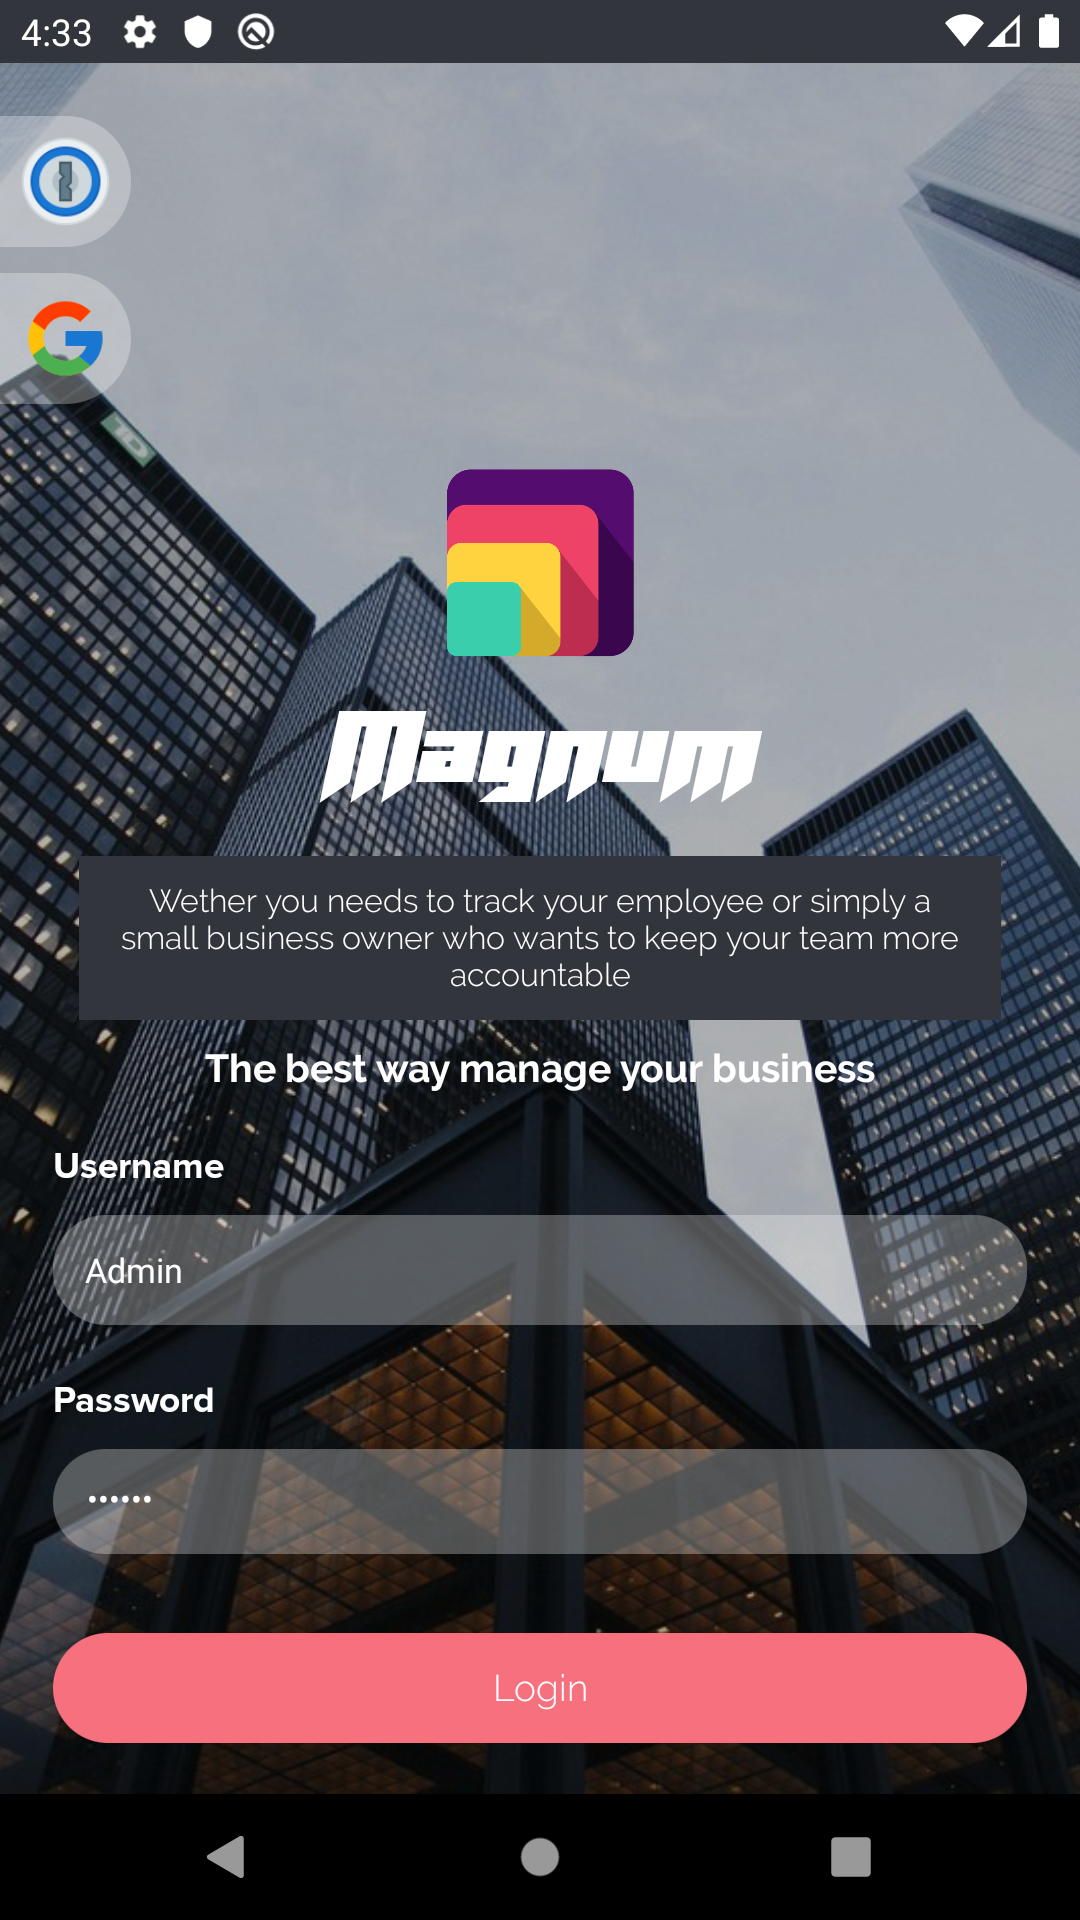 4:33
Magnum
Wether you needs to track your employee or simply a
small business owner who wants to keep your team more
accountable
The best way manage your business
Username
Admin
Password
••••••
Login